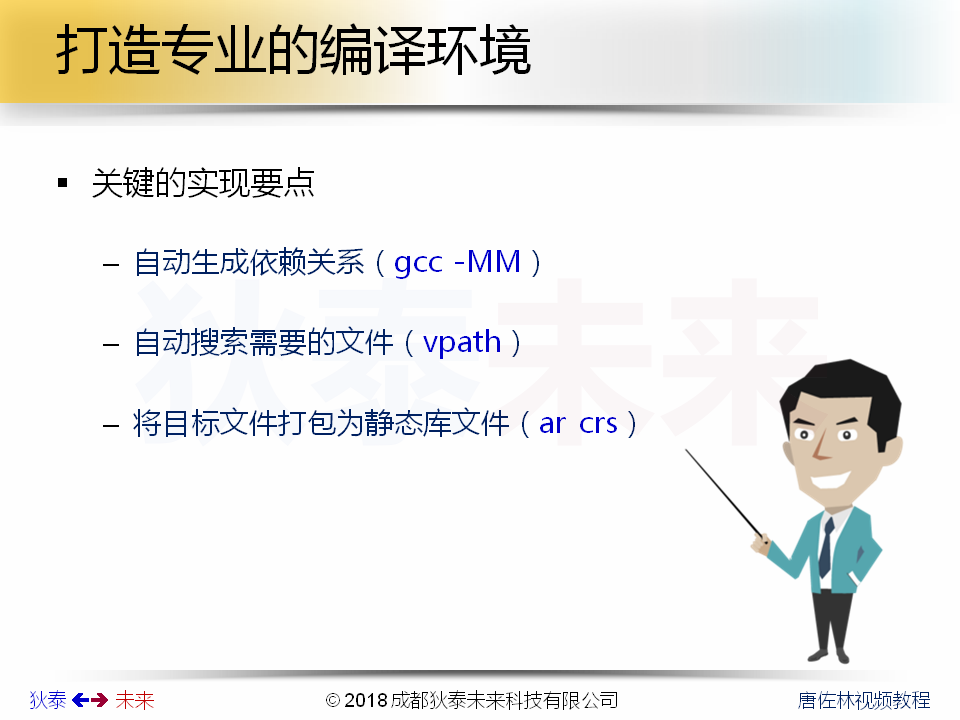 打造专业的编译环境
关键的实现要点
– 自动生成依赖关系（gcc -MM）
– 自动搜索需要的文件（vpath）
– 将目标文件打包为静态库文件（ar crs）
狄泰未来
狄泰 未来
© 2018 成都狄泰未来科技有限公司
唐佐林视频教程